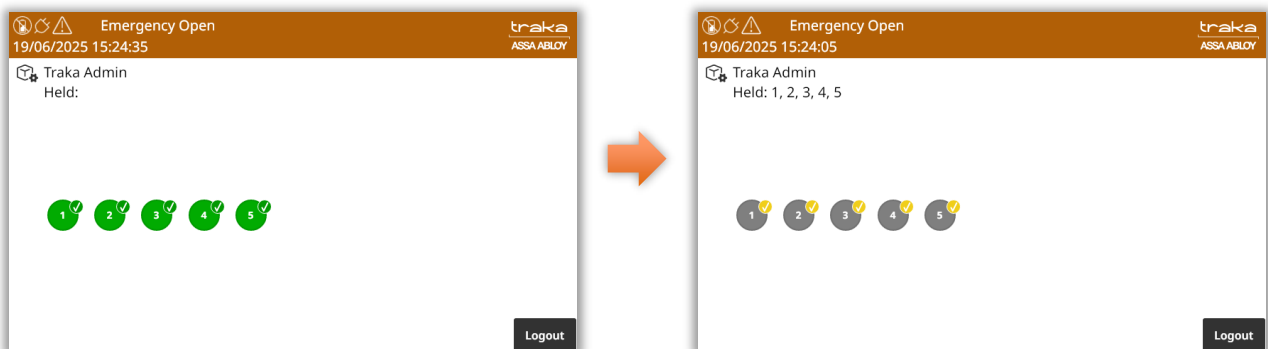 Emergency Open
19/06/2025 15:24:35
traka
ASSA ABLOY
Traka Admin
Held:
1 2 3 4 5
Logout
Emergency Open
19/06/2025 15:24:05
traka
ASSA ABLOY
Traka Admin
Held: 1, 2, 3, 4, 5
1 2 3 4 5
Logout